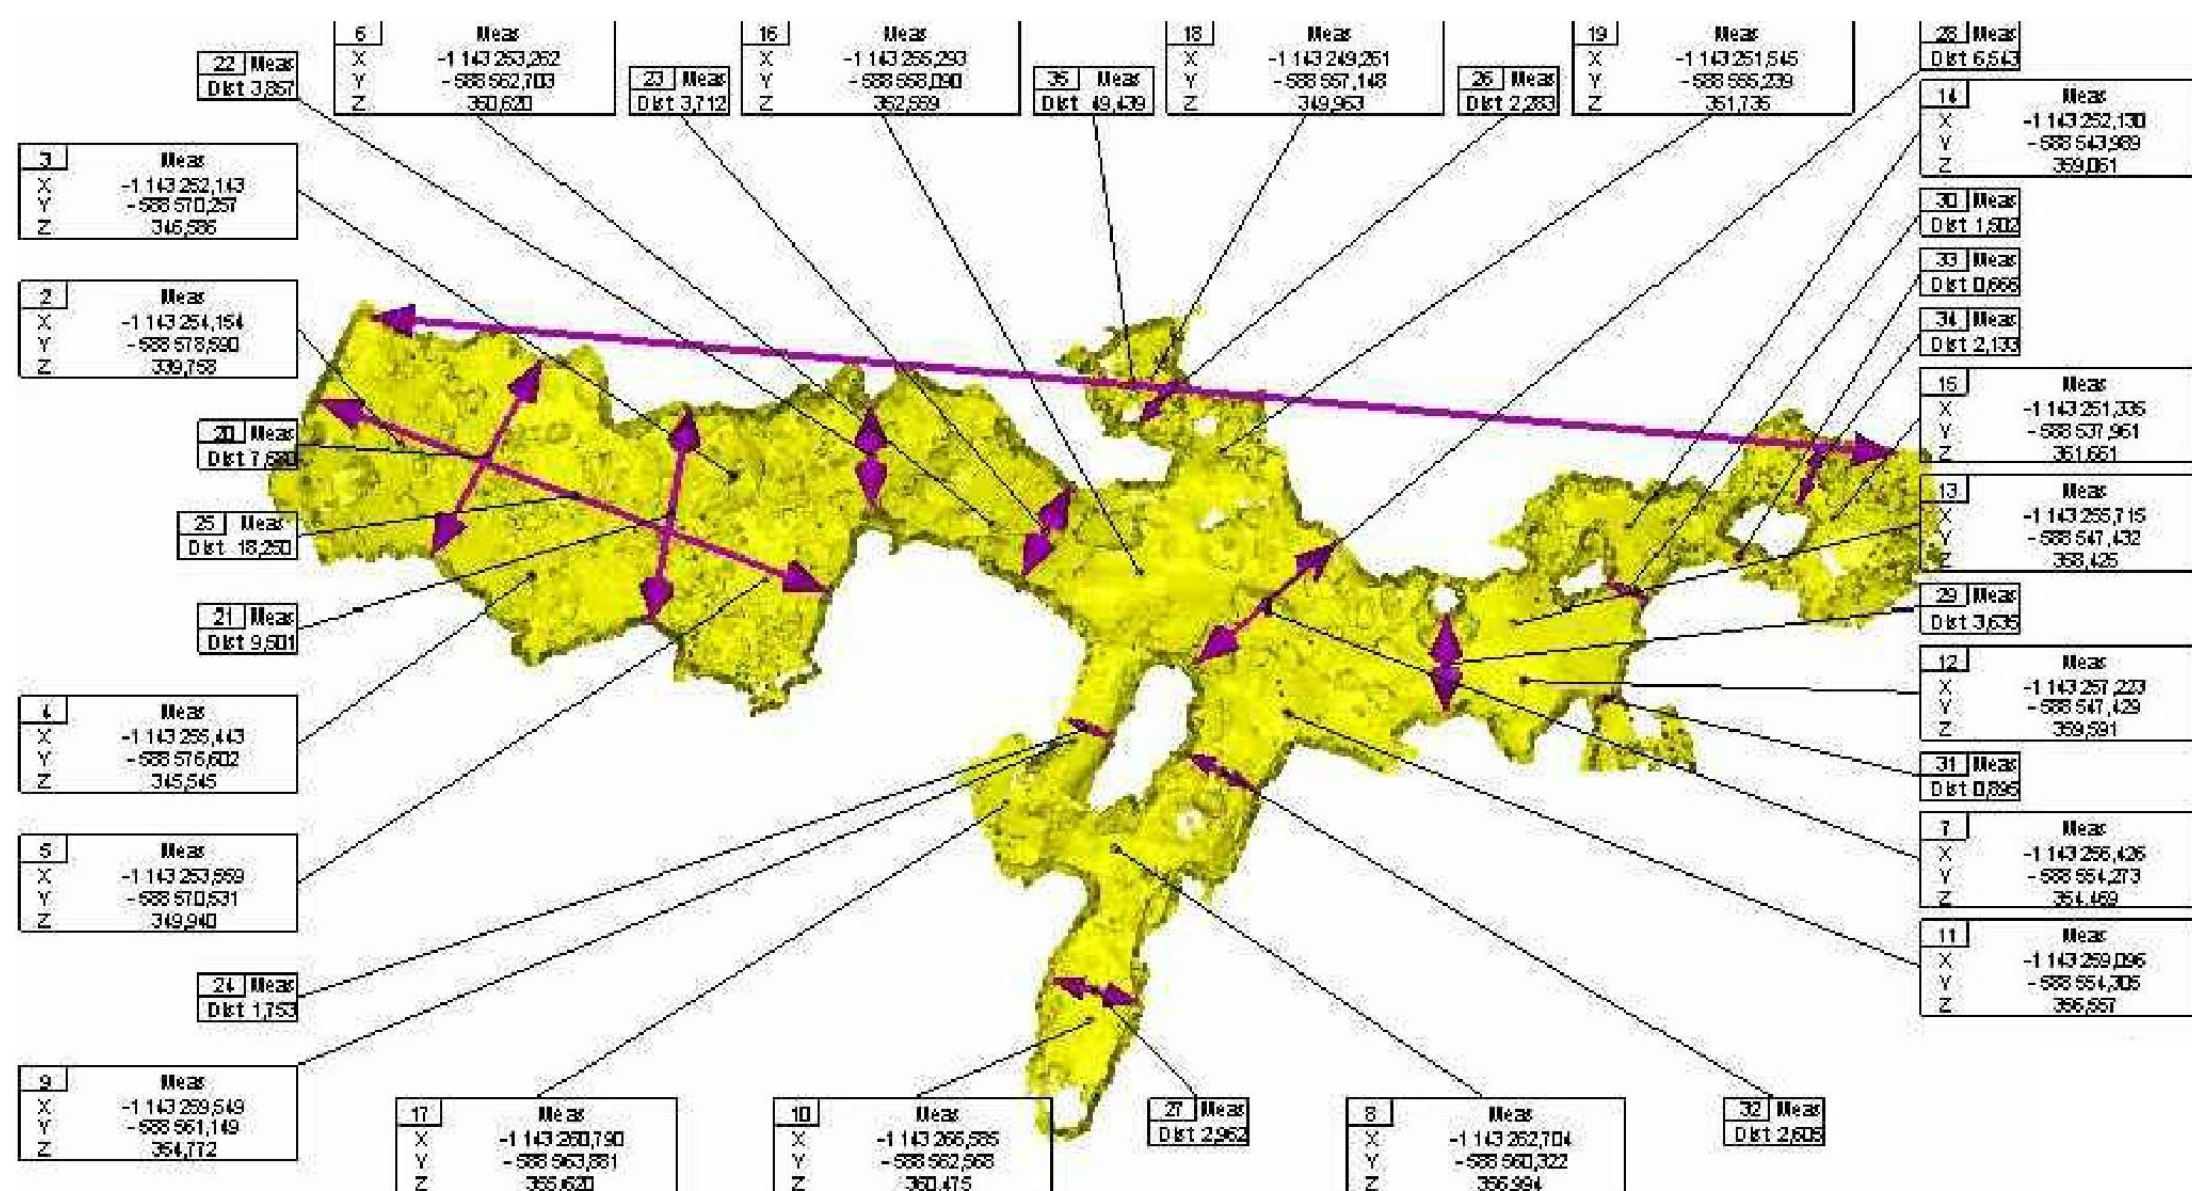 6 Meas
X -1 143 253,262
Y -588 562,703
Z 350,620
16 Meas
X -1 143 255,293
Y -588 558,090
Z 352,569
18 Meas
X -1 143 249,261
Y -588 557,148
Z 349,963
19 Meas
X -1 143 251,545
Y -588 555,239
Z 351,735
28 Meas
Dist 6,543
22 Meas
Dist 3,857
23 Meas
Dist 3,712
35 Meas
Dist 49,439
26 Meas
Dist 2,283
14 Meas
X -1 143 252,130
Y -588 543,989
Z 359,051
3 Meas
X -1 143 252,143
Y -588 570,257
Z 346,586
30 Meas
Dist 1,502
33 Meas
Dist 0,666
2 Meas
X -1 143 254,154
Y -588 578,590
Z 339,758
34 Meas
Dist 2,133
15 Meas
X -1 143 251,335
Y -588 537,961
Z 361,661
20 Meas
Dist
13 Meas
X -1 143 255,715
Y -588 547,432
Z 358,425
25 Meas
Dist 18,250
29 Meas
Dist 3,635
21 Meas
Dist 9,501
12 Meas
X -1 143 257,223
Y -588 547,429
Z 359,591
4 Meas
X -1 143 255,443
Y -588 576,602
Z 345,545
31 Meas
Dist 0,895
7 Meas
X -1 143 256,426
Y -588 554,273
Z 354,469
5 Meas
X -1 143 253,959
Y -588 570,531
Z 349,940
11 Meas
X -1 143 259,096
Y -588 554,305
Z 356,557
24 Meas
Dist 1,753
9 Meas
X -1 143 259,549
Y -588 561,149
Z 354,772
17 Meas
X -1 143 260,790
Y -588 563,881
Z 355,620
10 Meas
X -1 143 266,585
Y -588 562,568
Z 360,475
27 Meas
Dist 2,962
8 Meas
X -1 143 262,704
Y -588 560,322
Z 356,994
32 Meas
Dist 2,605